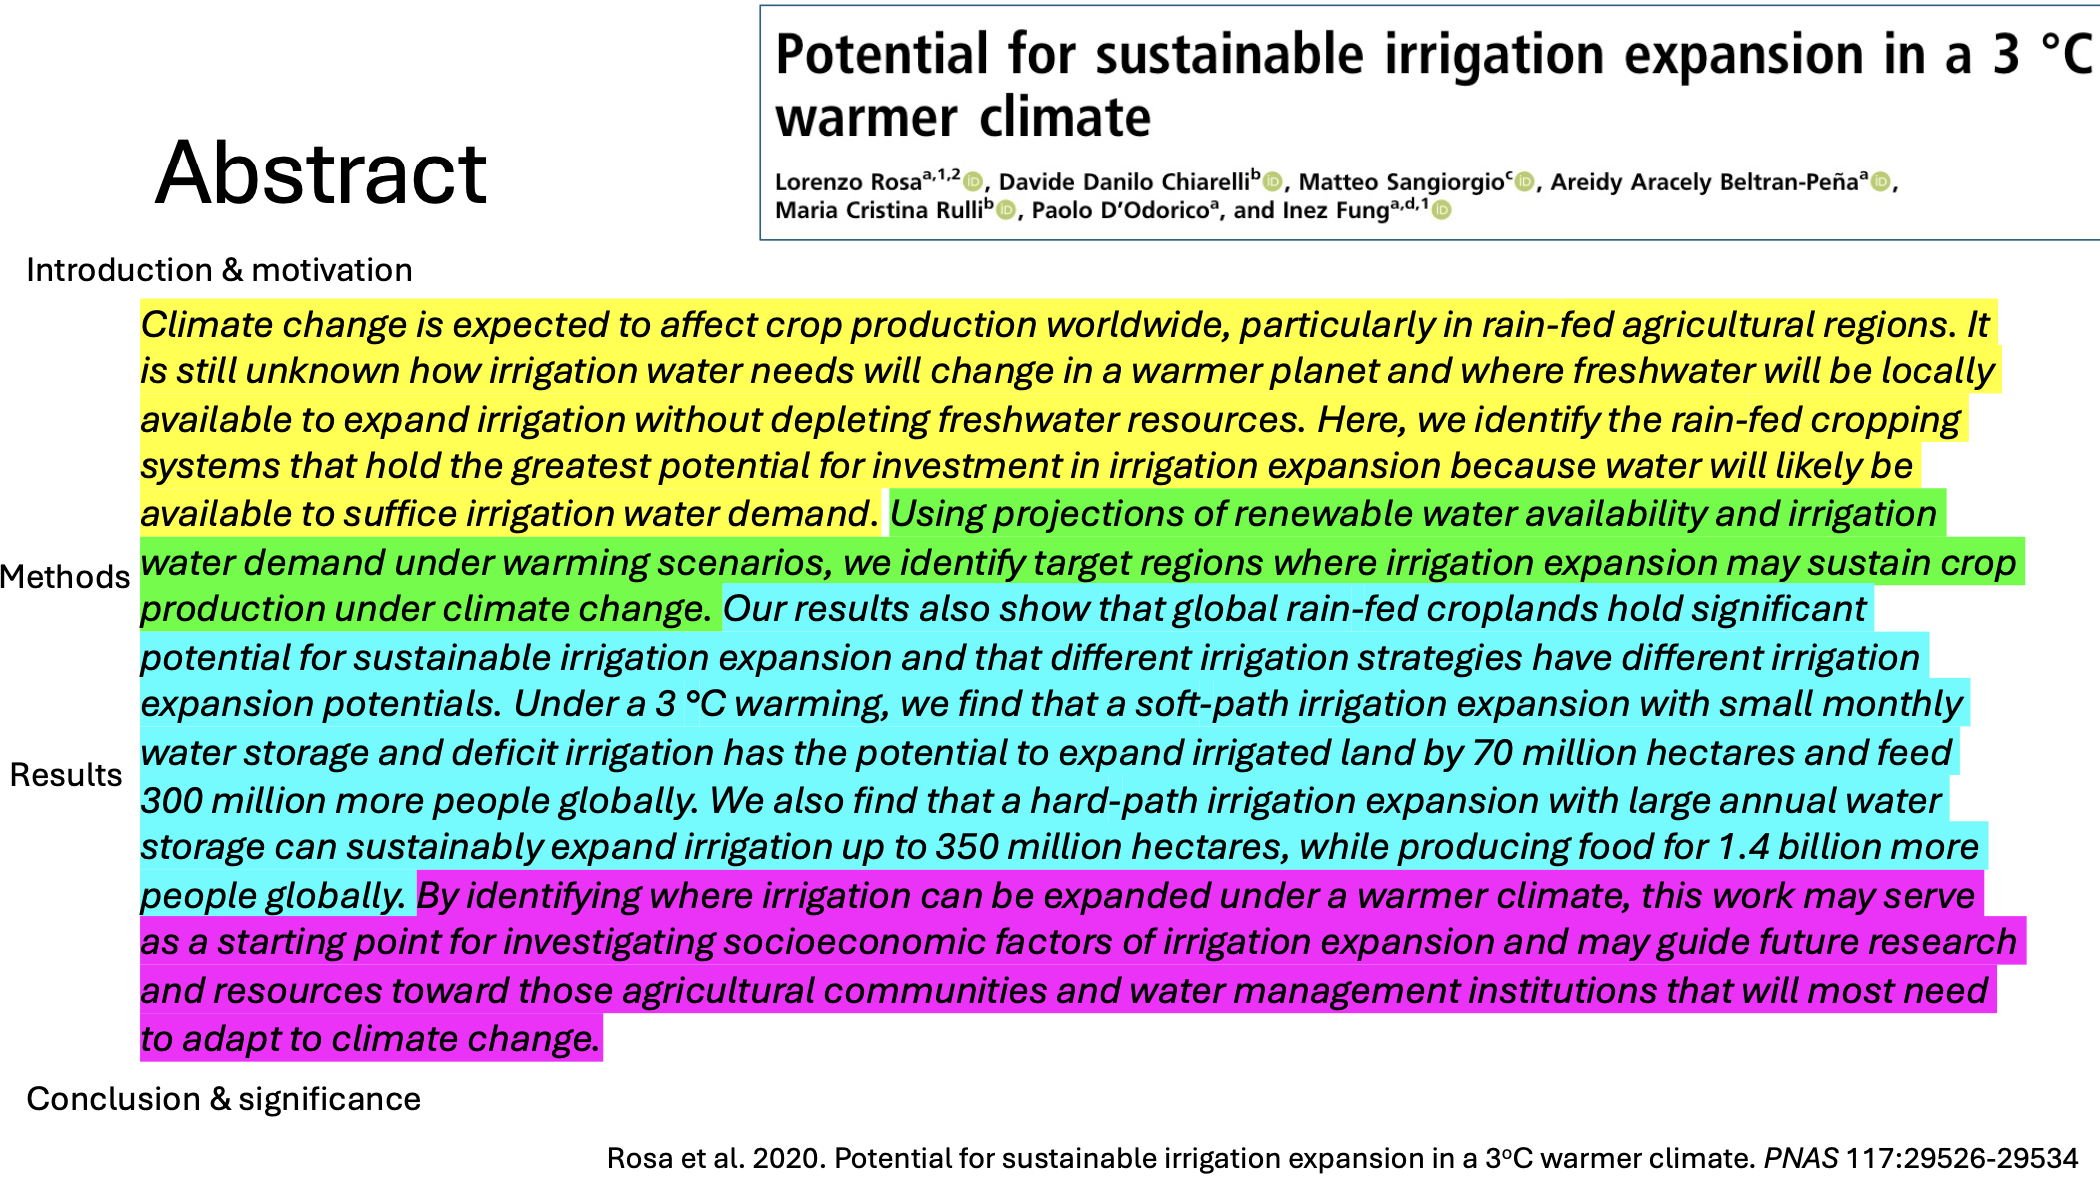 Potential for sustainable irrigation expansion in a 3 °C
warmer climate
Lorenzo Rosa a,1,2 iD, Davide Danilo Chiarelli b iD, Matteo Sangiorgio c iD, Areidy Aracely Beltran-Peña a iD,
Maria Cristina Rulli b iD, Paolo D'Odorico a, and Inez Fung a,d,1 iD
Abstract
Introduction & motivation
Climate change is expected to affect crop production worldwide, particularly in rain-fed agricultural regions. It
is still unknown how irrigation water needs will change in a warmer planet and where freshwater will be locally
available to expand irrigation without depleting freshwater resources. Here, we identify the rain-fed cropping
systems that hold the greatest potential for investment in irrigation expansion because water will likely be
available to suffice irrigation water demand. Using projections of renewable water availability and irrigation
Methods
water demand under warming scenarios, we identify target regions where irrigation expansion may sustain crop
production under climate change. Our results also show that global rain-fed croplands hold significant
potential for sustainable irrigation expansion and that different irrigation strategies have different irrigation
expansion potentials. Under a 3 °C warming, we find that a soft-path irrigation expansion with small monthly
water storage and deficit irrigation has the potential to expand irrigated land by 70 million hectares and feed
Results
300 million more people globally. We also find that a hard-path irrigation expansion with large annual water
storage can sustainably expand irrigation up to 350 million hectares, while producing food for 1.4 billion more
people globally. By identifying where irrigation can be expanded under a warmer climate, this work may serve
as a starting point for investigating socioeconomic factors of irrigation expansion and may guide future research
and resources toward those agricultural communities and water management institutions that will most need
to adapt to climate change.
Conclusion & significance
Rosa et al. 2020. Potential for sustainable irrigation expansion in a 3°C warmer climate. PNAS 117:29526-29534